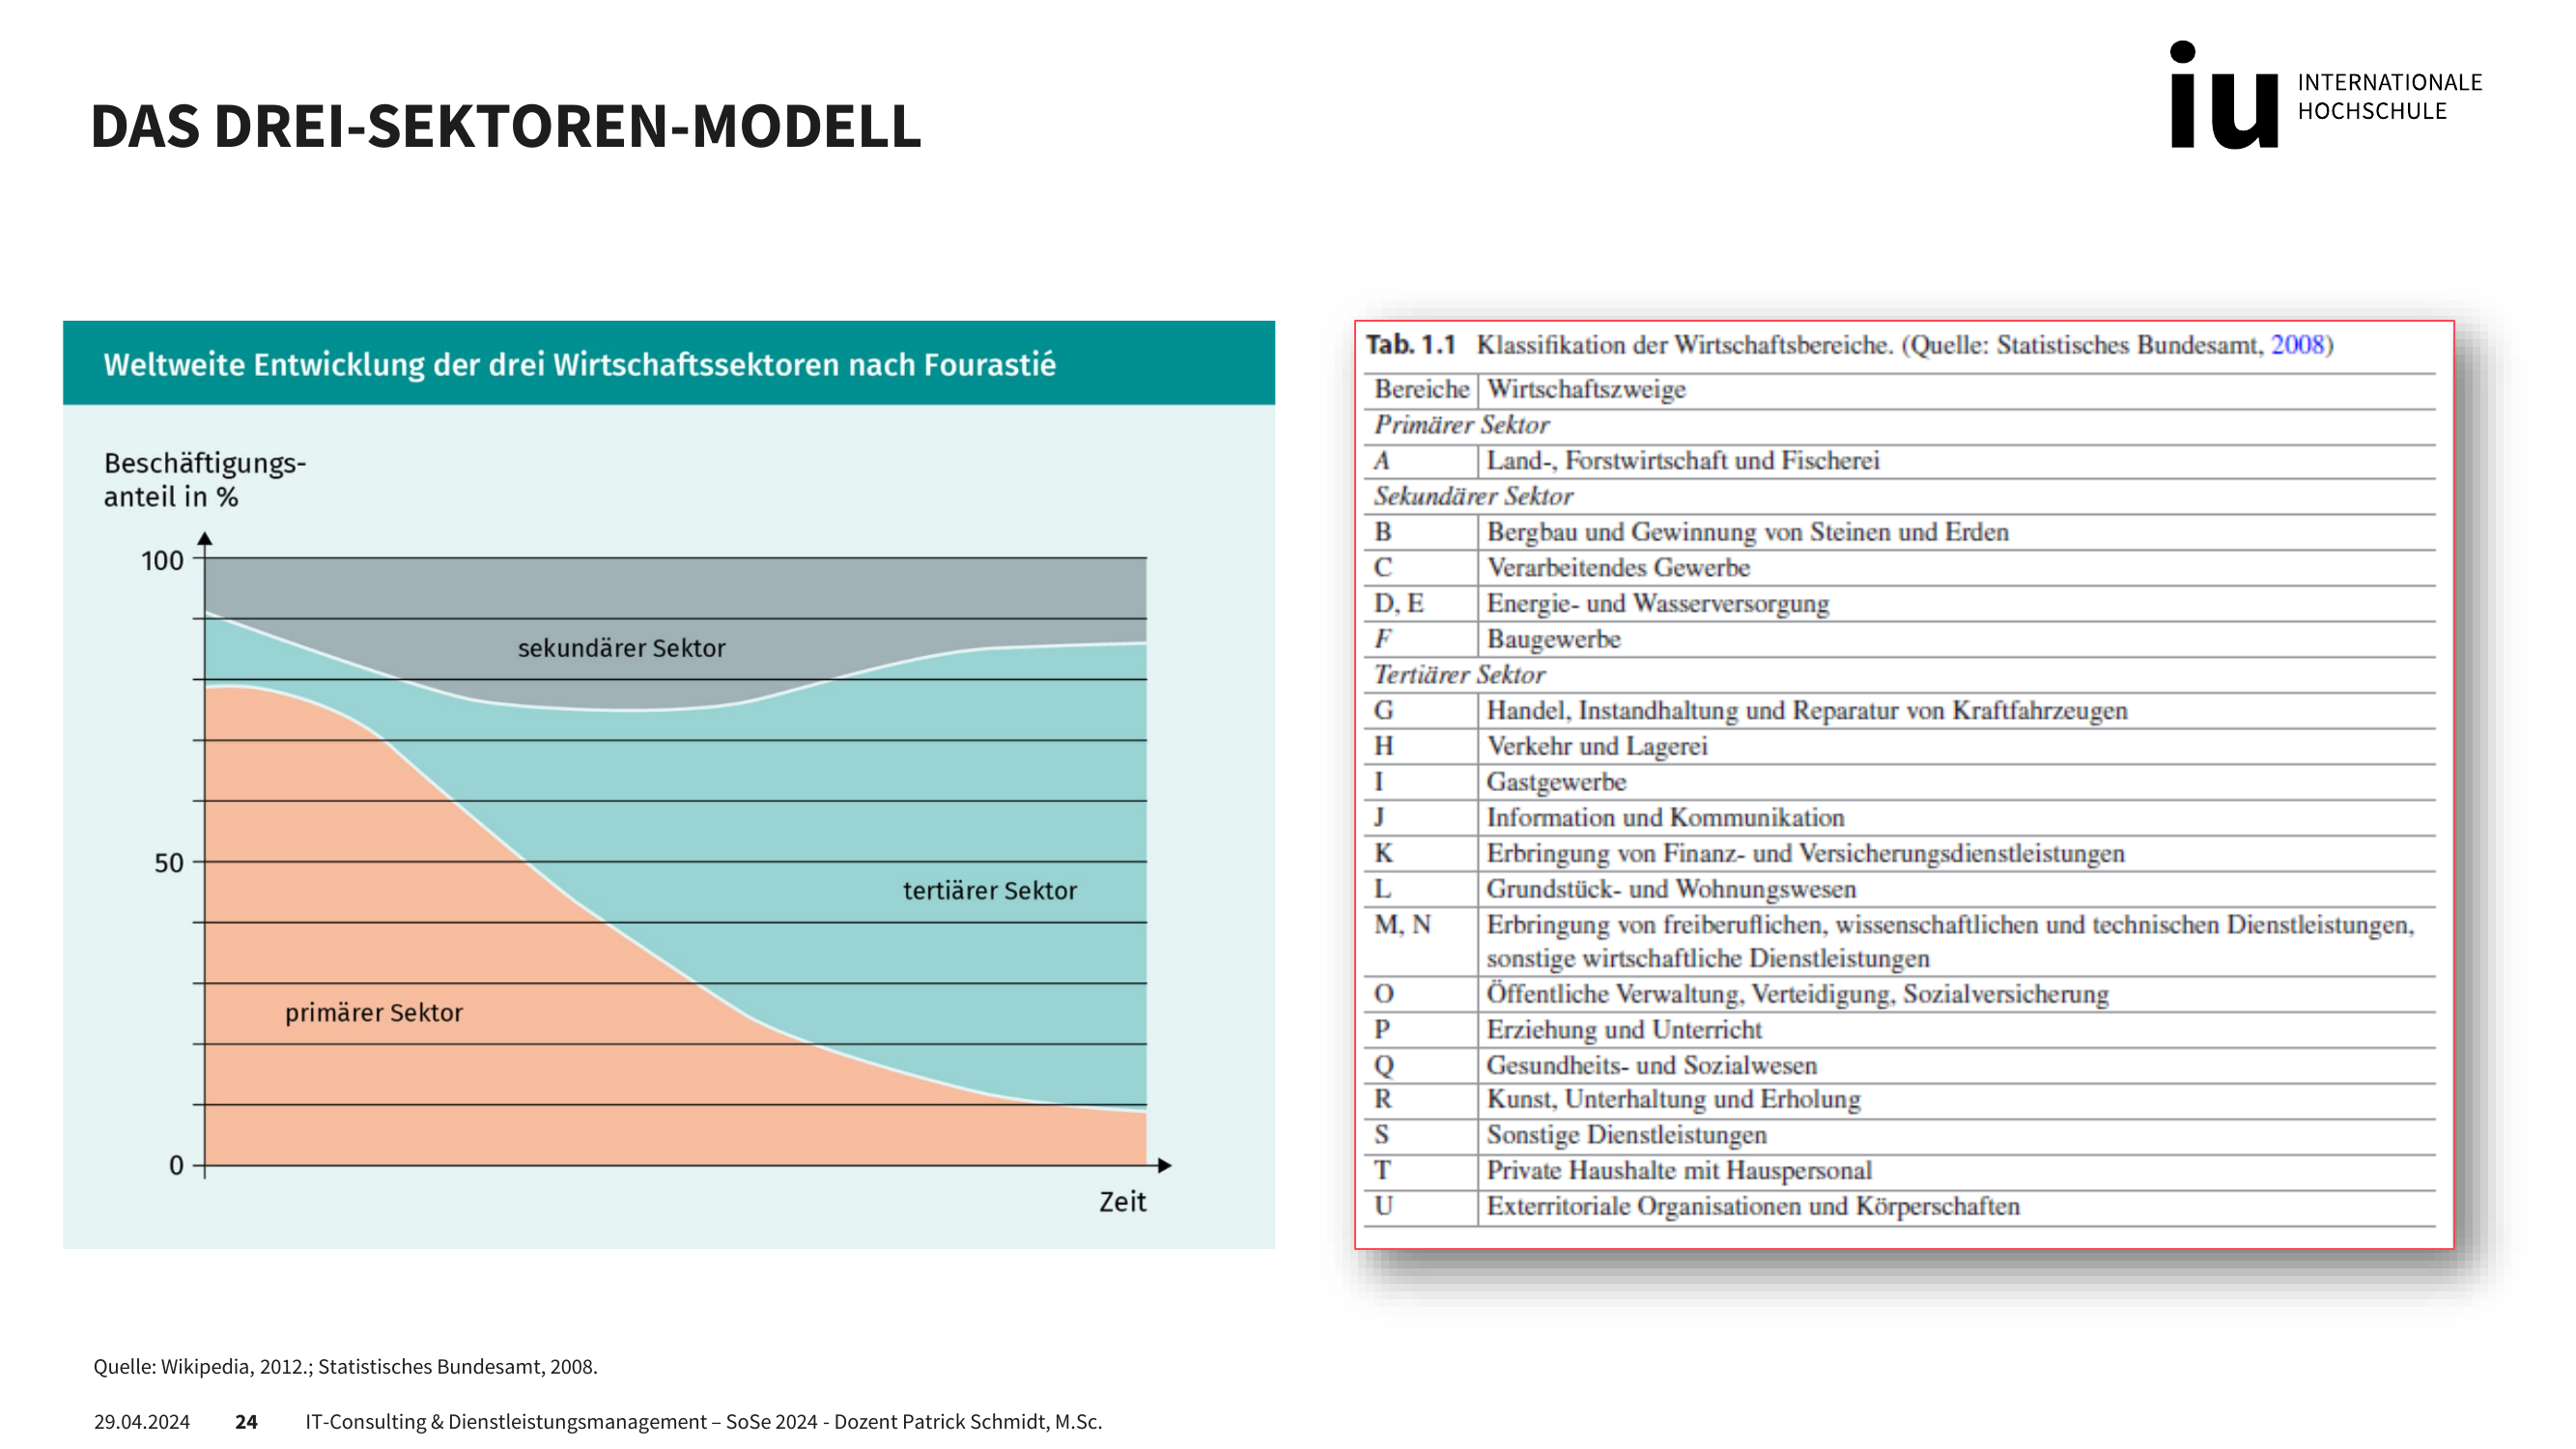 DAS DREI-SEKTOREN-MODELL
iu INTERNATIONALE
HOCHSCHULE
Weltweite Entwicklung der drei Wirtschaftssektoren nach Fourastié
Beschäftigungs-
anteil in %
100
sekundärer Sektor
50
tertiärer Sektor
primärer Sektor
0
Zeit
Tab. 1.1 Klassifikation der Wirtschaftsbereiche. (Quelle: Statistisches Bundesamt, 2008)
Bereiche Wirtschaftszweige
Primärer Sektor
A Land-, Forstwirtschaft und Fischerei
Sekundärer Sektor
B Bergbau und Gewinnung von Steinen und Erden
C Verarbeitendes Gewerbe
D, E Energie- und Wasserversorgung
F Baugewerbe
Tertiärer Sektor
G Handel, Instandhaltung und Reparatur von Kraftfahrzeugen
H Verkehr und Lagerei
I Gastgewerbe
J Information und Kommunikation
K Erbringung von Finanz- und Versicherungsdienstleistungen
L Grundstück- und Wohnungswesen
M, N Erbringung von freiberuflichen, wissenschaftlichen und technischen Dienstleistungen,
sonstige wirtschaftliche Dienstleistungen
O Öffentliche Verwaltung, Verteidigung, Sozialversicherung
P Erziehung und Unterricht
Q Gesundheits- und Sozialwesen
R Kunst, Unterhaltung und Erholung
S Sonstige Dienstleistungen
T Private Haushalte mit Hauspersonal
U Exterritoriale Organisationen und Körperschaften
Quelle: Wikipedia, 2012.; Statistisches Bundesamt, 2008.
29.04.2024 24 IT-Consulting & Dienstleistungsmanagement – SoSe 2024 - Dozent Patrick Schmidt, M.Sc.